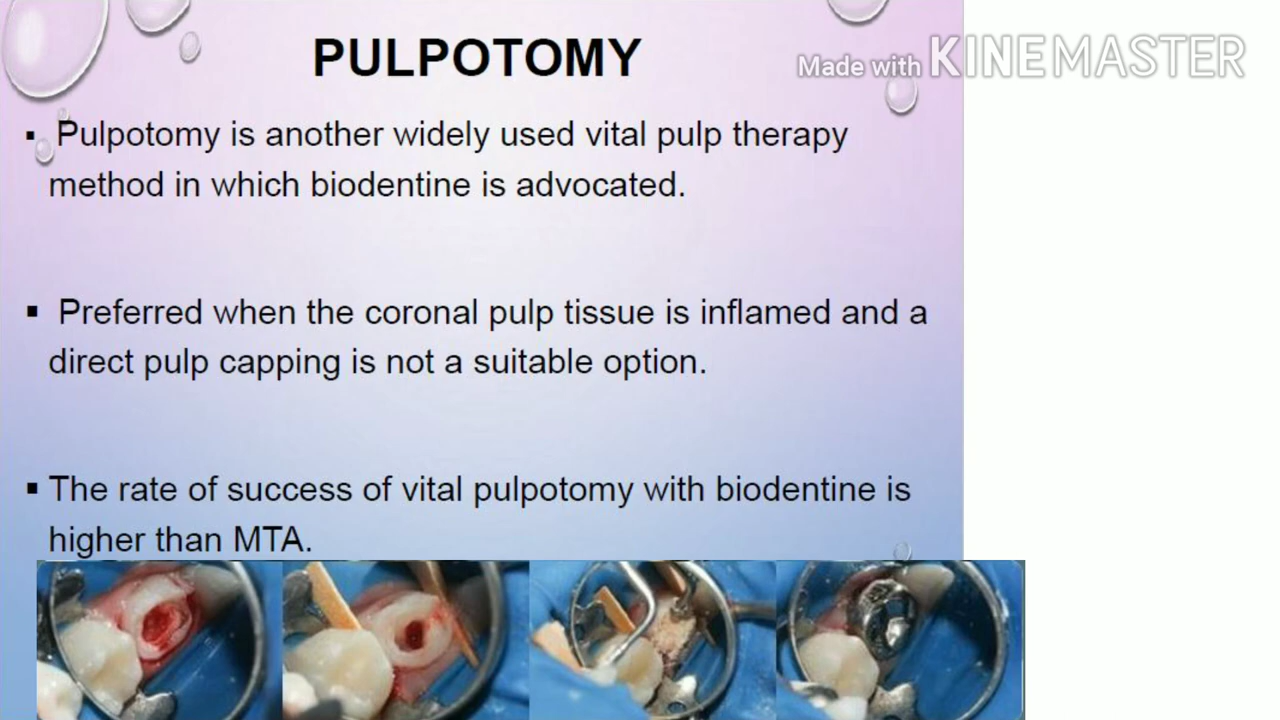 PULPOTOMY
Made with KINEMASTER
▪ Pulpotomy is another widely used vital pulp therapy
method in which biodentine is advocated.
▪ Preferred when the coronal pulp tissue is inflamed and a
direct pulp capping is not a suitable option.
▪ The rate of success of vital pulpotomy with biodentine is
higher than MTA.